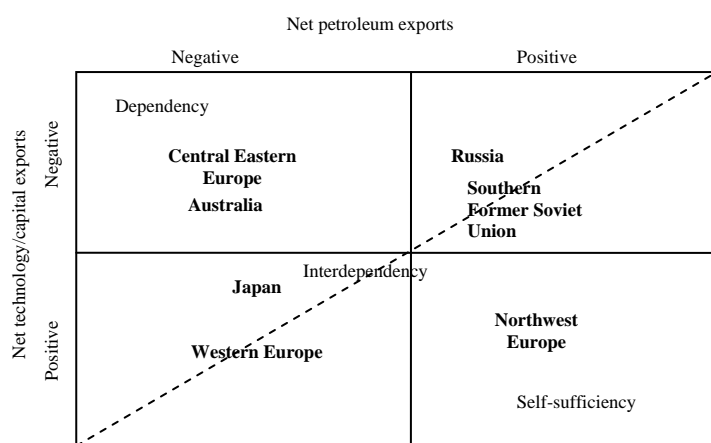 Net petroleum exports
Negative
Positive
Net technology/capital exports
Negative
Dependency
Central Eastern
Europe
Australia
Russia
Southern
Former Soviet
Union
Positive
Interdependency
Japan
Western Europe
Northwest
Europe
Self-sufficiency